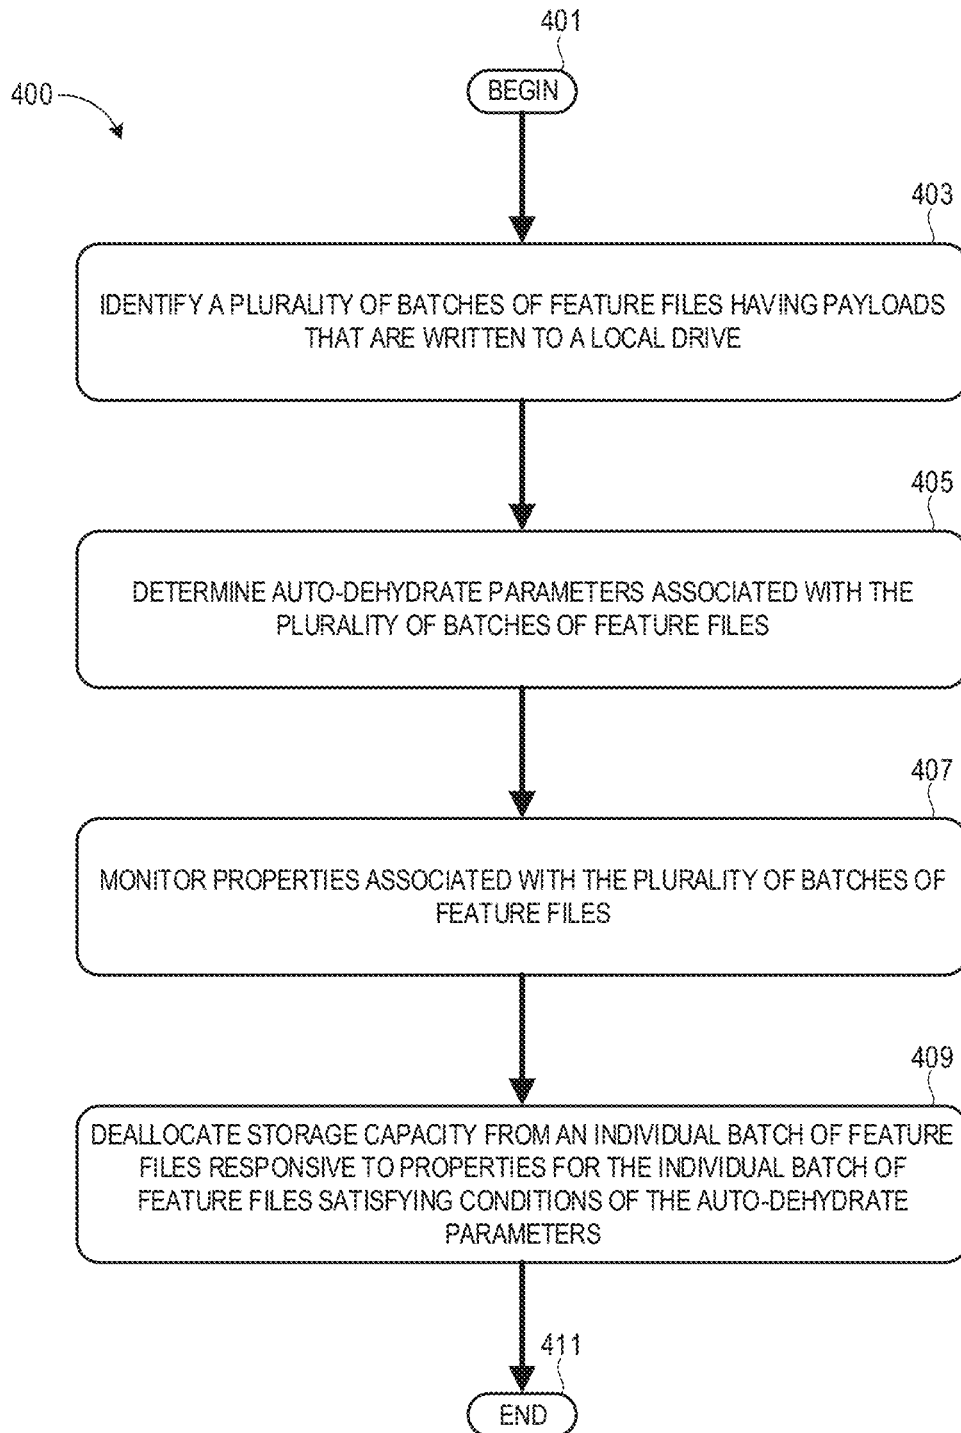 401
BEGIN
400
403
IDENTIFY A PLURALITY OF BATCHES OF FEATURE FILES HAVING PAYLOADS
THAT ARE WRITTEN TO A LOCAL DRIVE
405
DETERMINE AUTO-DEHYDRATE PARAMETERS ASSOCIATED WITH THE
PLURALITY OF BATCHES OF FEATURE FILES
407
MONITOR PROPERTIES ASSOCIATED WITH THE PLURALITY OF BATCHES OF
FEATURE FILES
409
DEALLOCATE STORAGE CAPACITY FROM AN INDIVIDUAL BATCH OF FEATURE
FILES RESPONSIVE TO PROPERTIES FOR THE INDIVIDUAL BATCH OF
FEATURE FILES SATISFYING CONDITIONS OF THE AUTO-DEHYDRATE
PARAMETERS
411
END